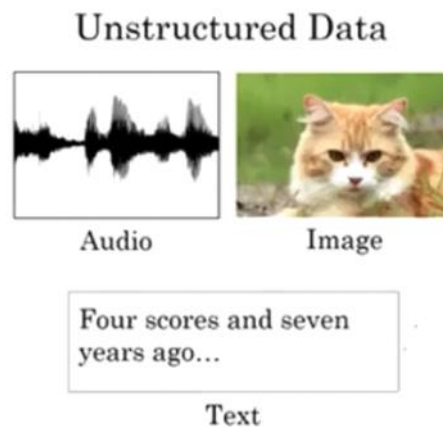 Unstructured Data
Audio
Image
Four scores and seven
years ago...
Text